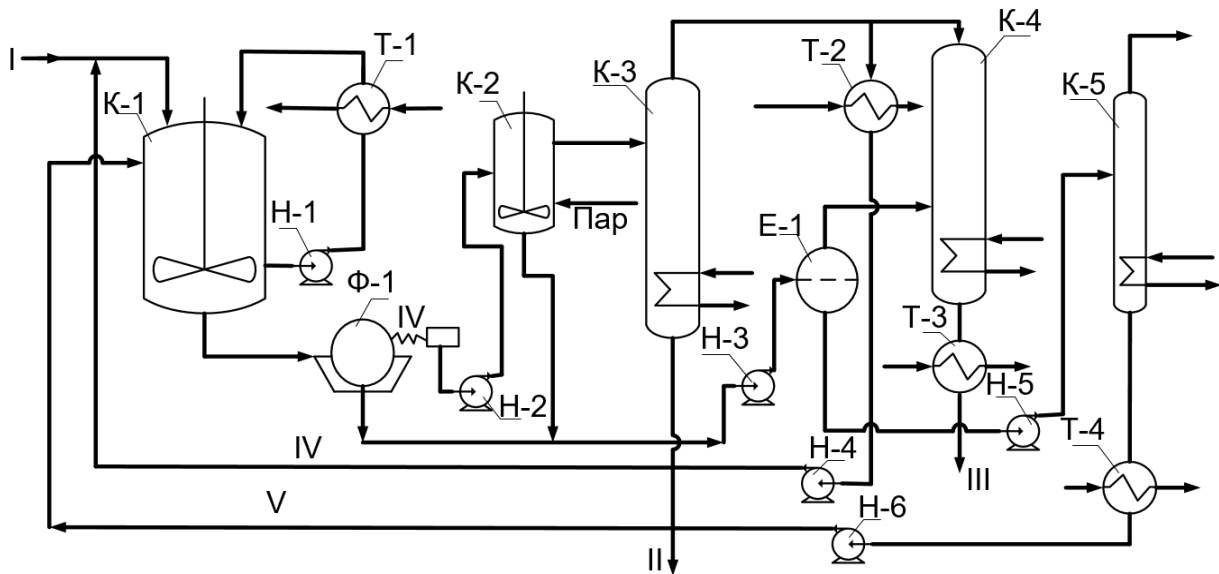 I
К-1
Т-1
Н-1
К-2
Пар
К-3
Т-2
К-4
К-5
Е-1
Ф-1
IV
Н-2
Н-3
Т-3
Н-5
Т-4
IV
Н-4
III
V
Н-6
II